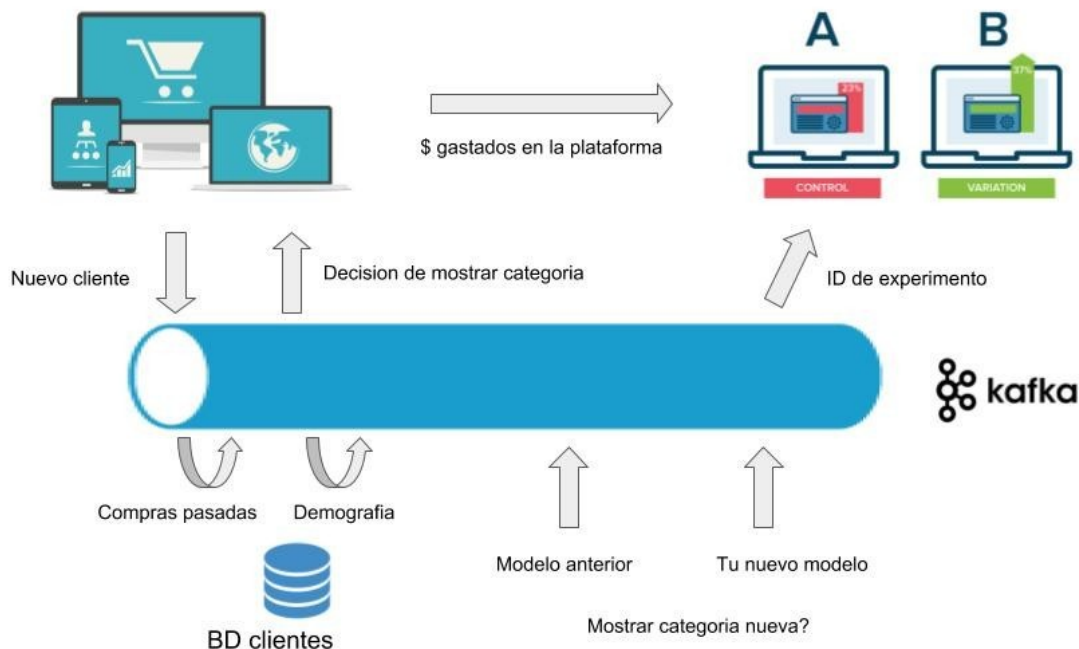 A
B
23%
37%
$ gastados en la plataforma
CONTROL
VARIATION
Nuevo cliente
Decision de mostrar categoria
ID de experimento
kafka
Compras pasadas
Demografia
Modelo anterior
Tu nuevo modelo
BD clientes
Mostrar categoria nueva?